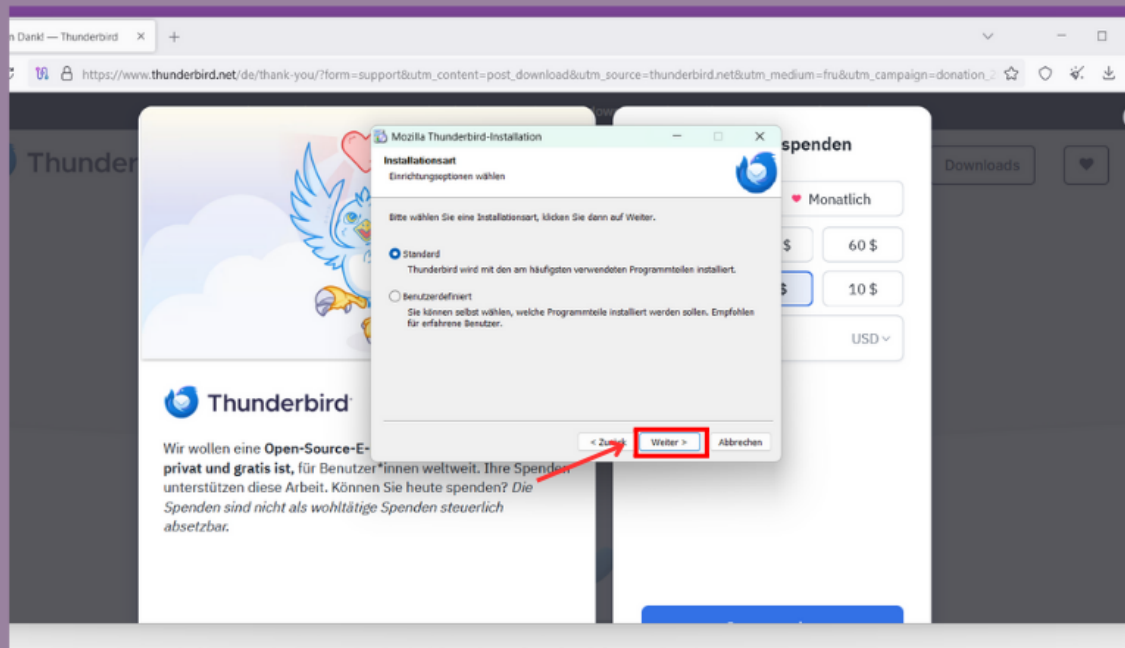 n Dank! — Thunderbird
https://www.thunderbird.net/de/thank-you/?form=support&utm_content=post_download&utm_source=thunderbird.net&utm_medium=fru&utm_campaign=donation_2
Thunder
Downloads
Mozilla Thunderbird-Installation
Installationsart
Einrichtungsoptionen wählen
Bitte wählen Sie eine Installationsart, klicken Sie dann auf Weiter.
Standard
Thunderbird wird mit den am häufigsten verwendeten Programmteilen installiert.
Benutzerdefiniert
Sie können selbst wählen, welche Programmteile installiert werden sollen. Empfohlen
für erfahrene Benutzer.
< Zurück
Weiter >
Abbrechen
spenden
Monatlich
$
60 $
$
10 $
USD
Thunderbird
Wir wollen eine Open-Source-E-
privat und gratis ist, für Benutzer*innen weltweit. Ihre Spenden
unterstützen diese Arbeit. Können Sie heute spenden? Die
Spenden sind nicht als wohltätige Spenden steuerlich
absetzbar.